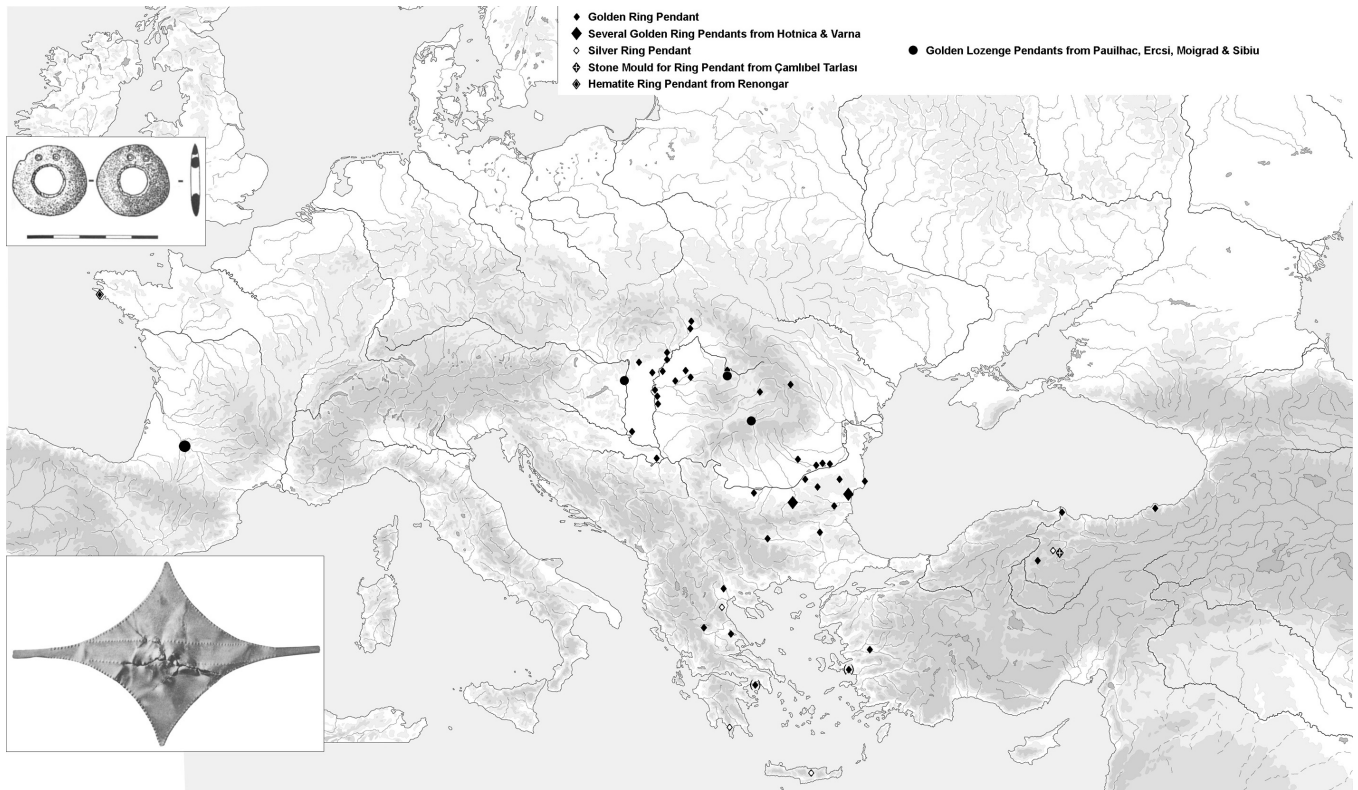 Golden Ring Pendant
Several Golden Ring Pendants from Hotnica & Varna
Silver Ring Pendant
Stone Mould for Ring Pendant from Çamlıbel Tarlası
Hematite Ring Pendant from Renongar
Golden Lozenge Pendants from Pauilhac, Ercsi, Moigrad & Sibiu